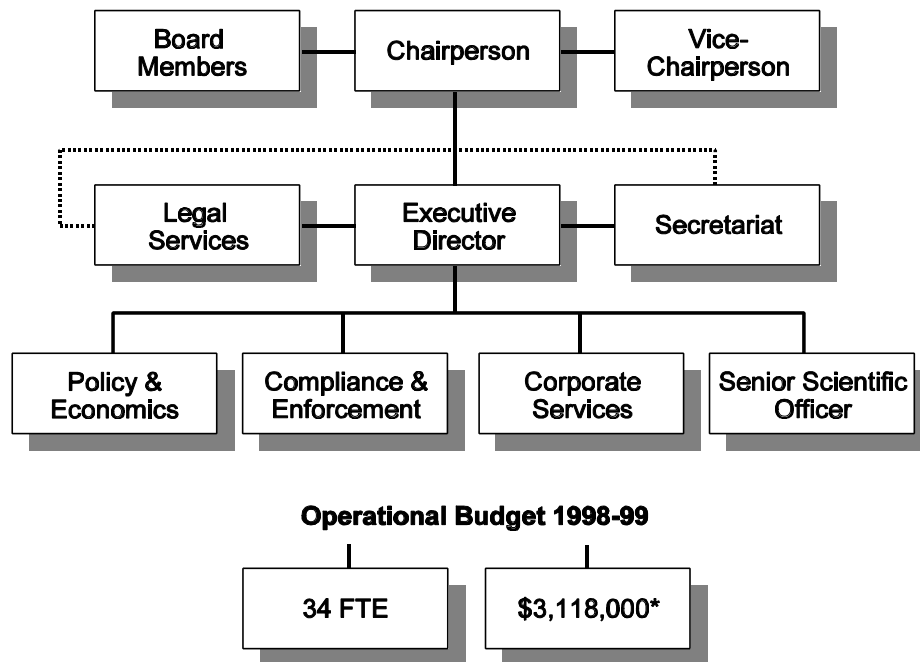 Board
Members
Chairperson
Vice-
Chairperson
Legal
Services
Executive
Director
Secretariat
Policy &
Economics
Compliance &
Enforcement
Corporate
Services
Senior Scientific
Officer
Operational Budget 1998-99
34 FTE
$3,118,000*